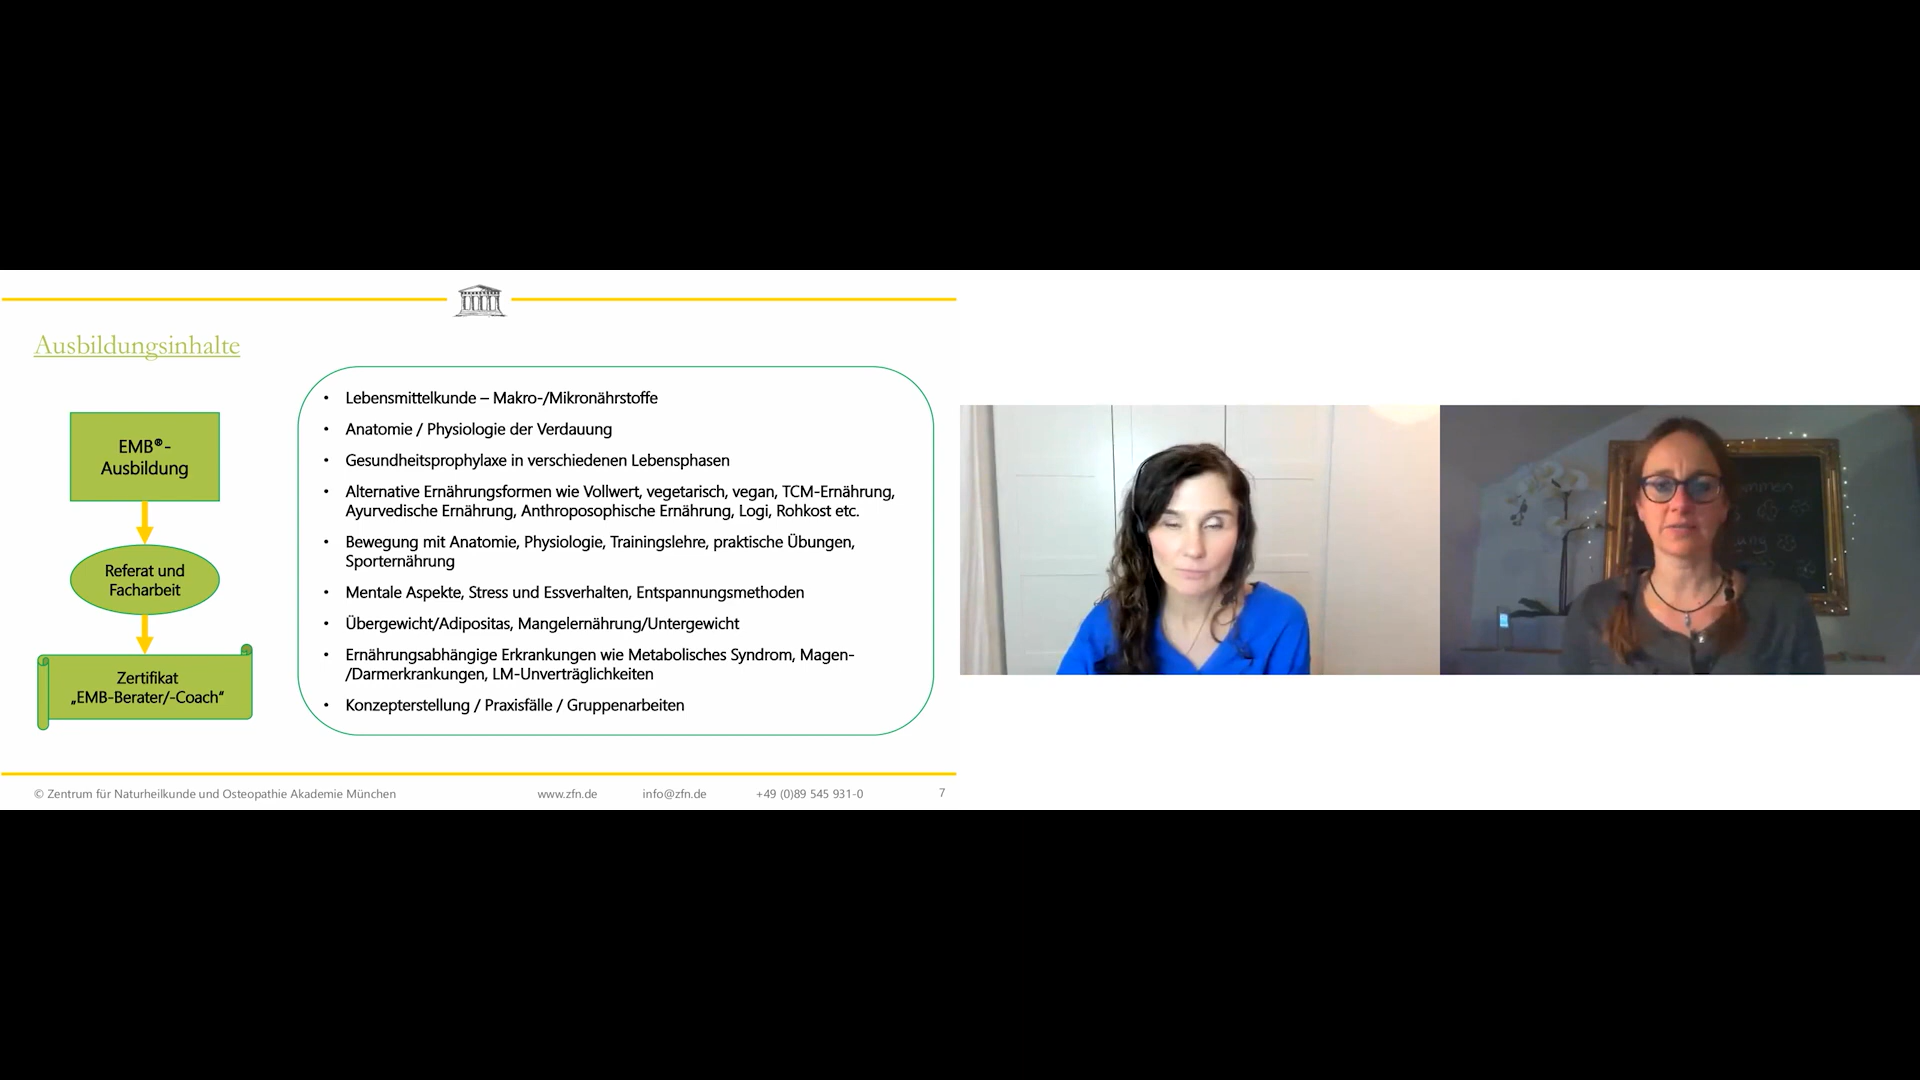 Ausbildungsinhalte
EMB®-
Ausbildung
Referat und
Facharbeit
Zertifikat
„EMB-Berater/-Coach“
• Lebensmittelkunde – Makro-/Mikronährstoffe
• Anatomie / Physiologie der Verdauung
• Gesundheitsprophylaxe in verschiedenen Lebensphasen
• Alternative Ernährungsformen wie Vollwert, vegetarisch, vegan, TCM-Ernährung,
Ayurvedische Ernährung, Anthroposophische Ernährung, Logi, Rohkost etc.
• Bewegung mit Anatomie, Physiologie, Trainingslehre, praktische Übungen,
Sporternährung
• Mentale Aspekte, Stress und Essverhalten, Entspannungsmethoden
• Übergewicht/Adipositas, Mangelernährung/Untergewicht
• Ernährungsabhängige Erkrankungen wie Metabolisches Syndrom, Magen-
/Darmerkrankungen, LM-Unverträglichkeiten
• Konzepterstellung / Praxisfälle / Gruppenarbeiten
© Zentrum für Naturheilkunde und Osteopathie Akademie München www.zfn.de info@zfn.de +49 (0)89 545 931-0 7